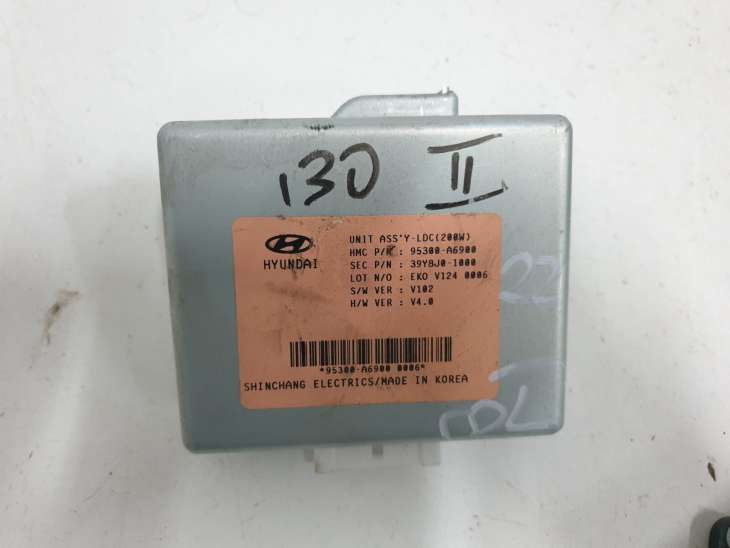 i30 II
UNIT ASS'Y-LDC(200W)
HMC P/N : 95300-A6900
HYUNDAI
SEC P/N : 39Y8J0-1000
LOT N/O : EKO V124 0006
S/W VER : V102
H/W VER : V4.0
*95300-A6900 0006*
SHINCHANG ELECTRICS/MADE IN KOREA